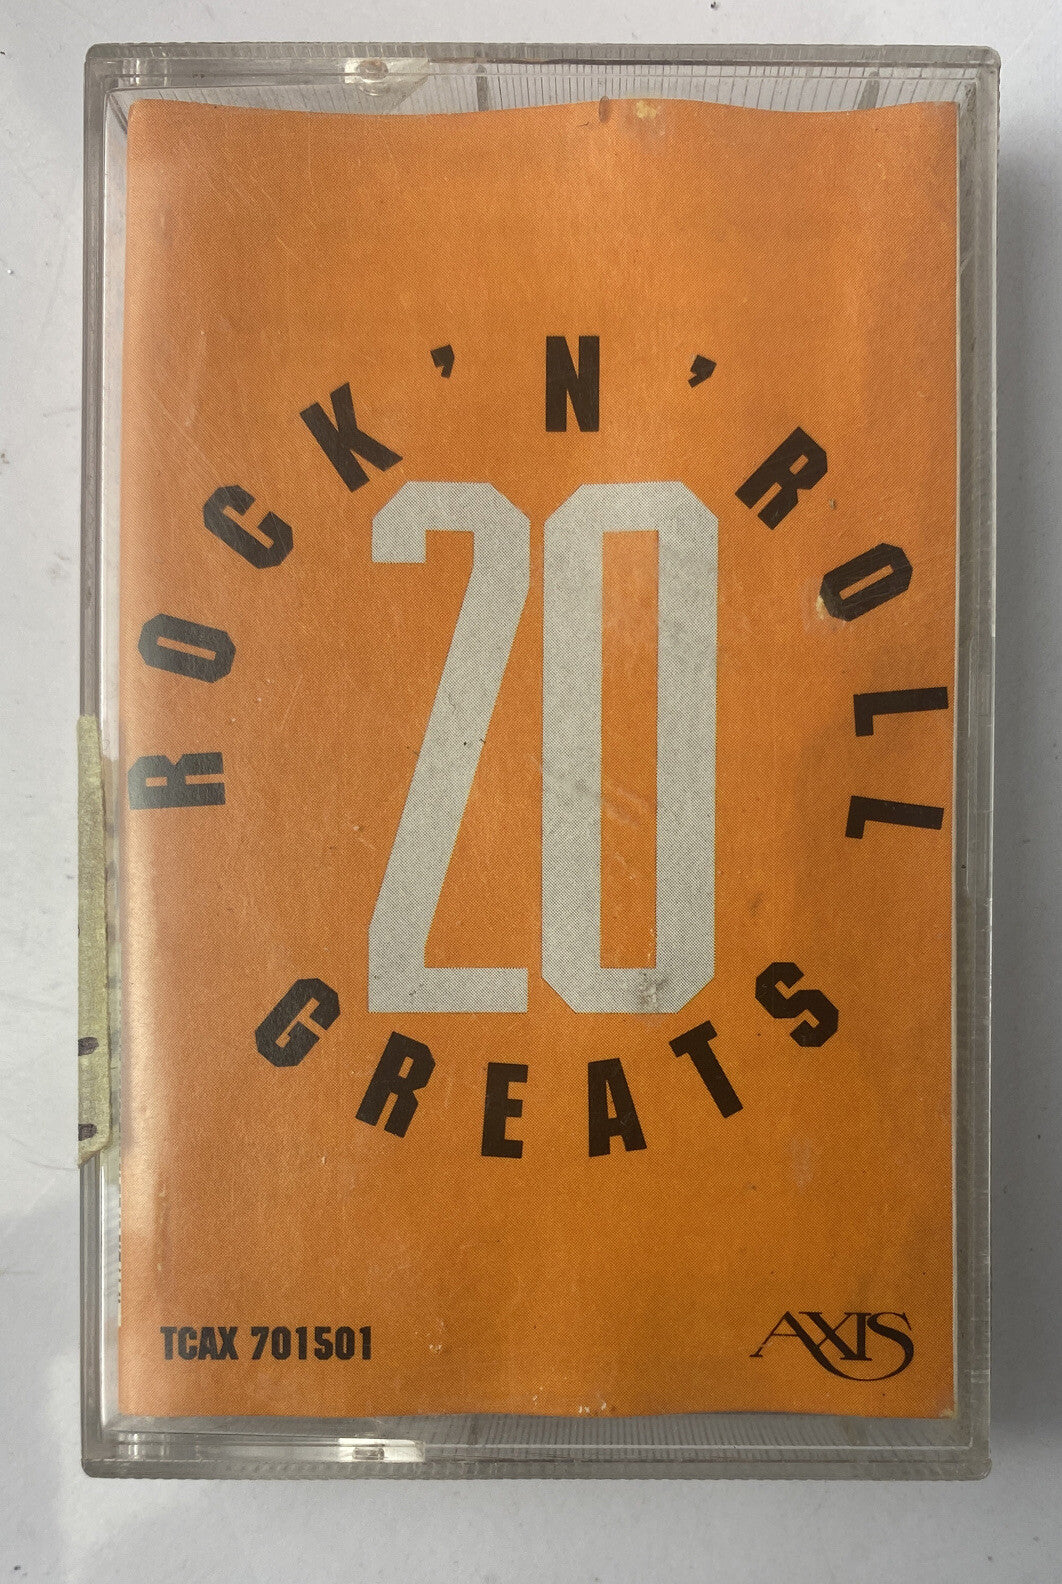 ROCK 'N' ROLL
20
GREATS
TCAX 701501
AXIS